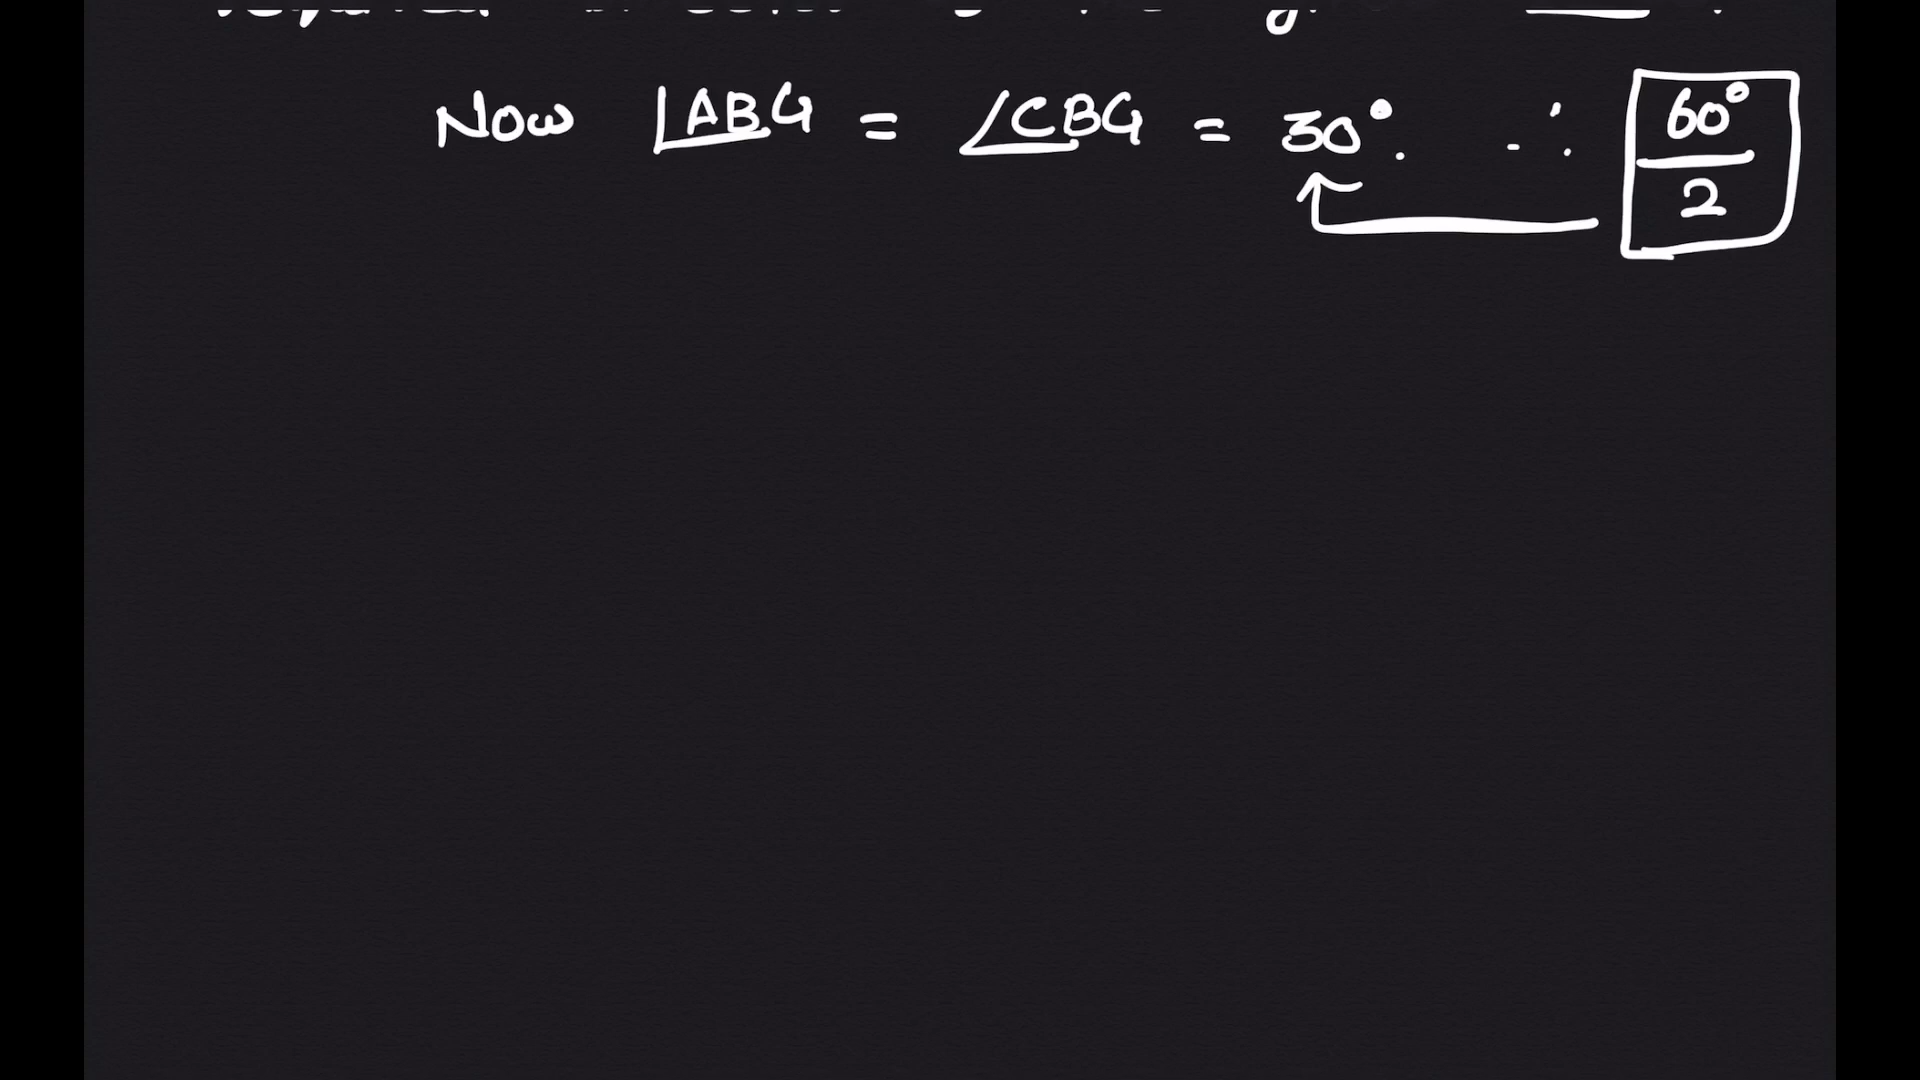 Now ∠ABG = ∠CBG = 30°. ∵ 60°/2